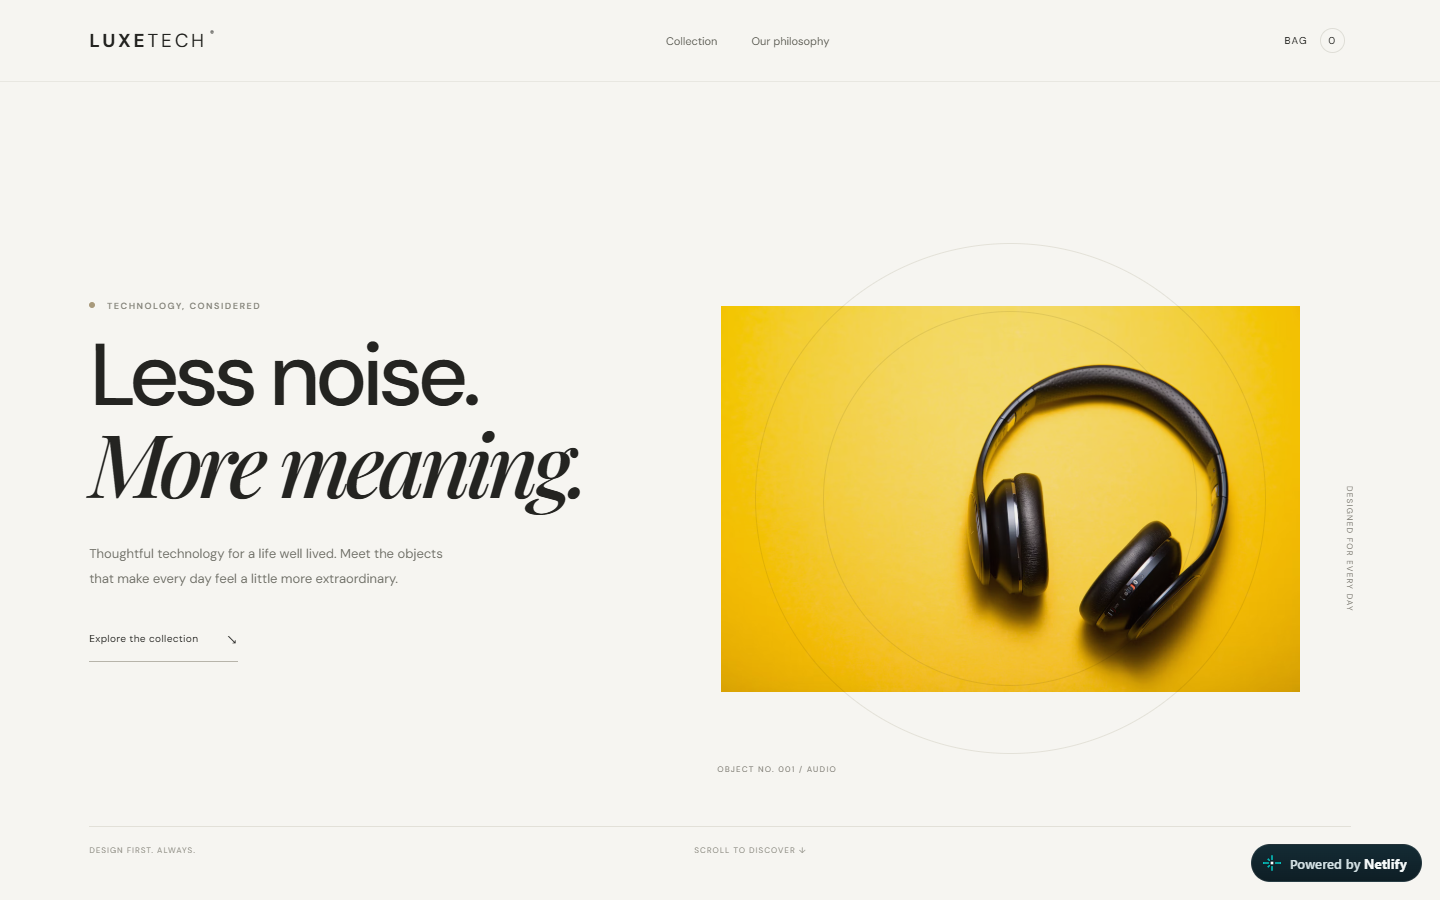 LUXETECH
Collection
Our philosophy
BAG 0
TECHNOLOGY, CONSIDERED
Less noise.
More meaning.
Thoughtful technology for a life well lived. Meet the objects
that make every day feel a little more extraordinary.
Explore the collection ↘
DESIGNED FOR EVERY DAY
OBJECT NO. 001 / AUDIO
DESIGN FIRST. ALWAYS.
SCROLL TO DISCOVER ↓
Powered by Netlify